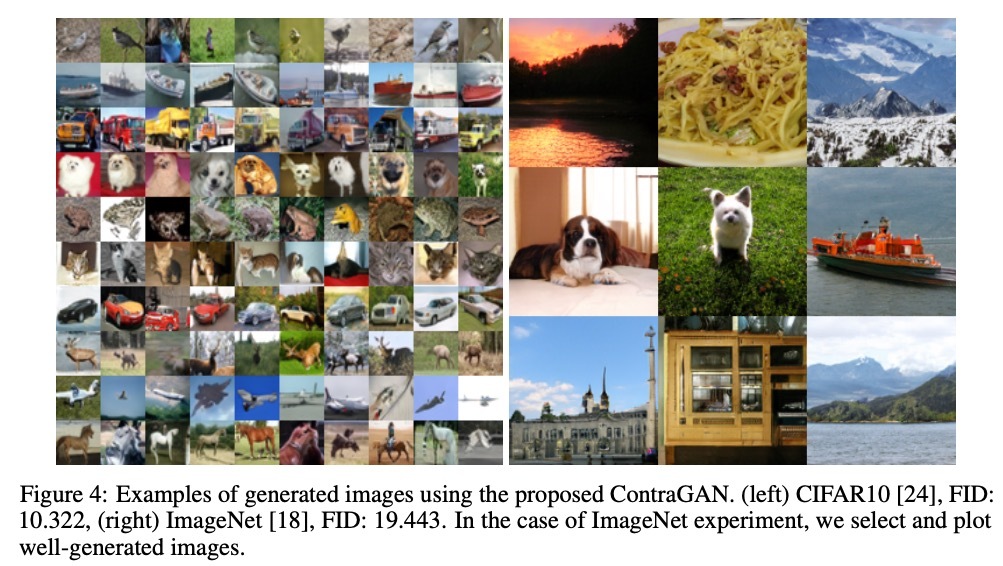 Figure 4: Examples of generated images using the proposed ContraGAN. (left) CIFAR10 [24], FID:
10.322, (right) ImageNet [18], FID: 19.443. In the case of ImageNet experiment, we select and plot
well-generated images.